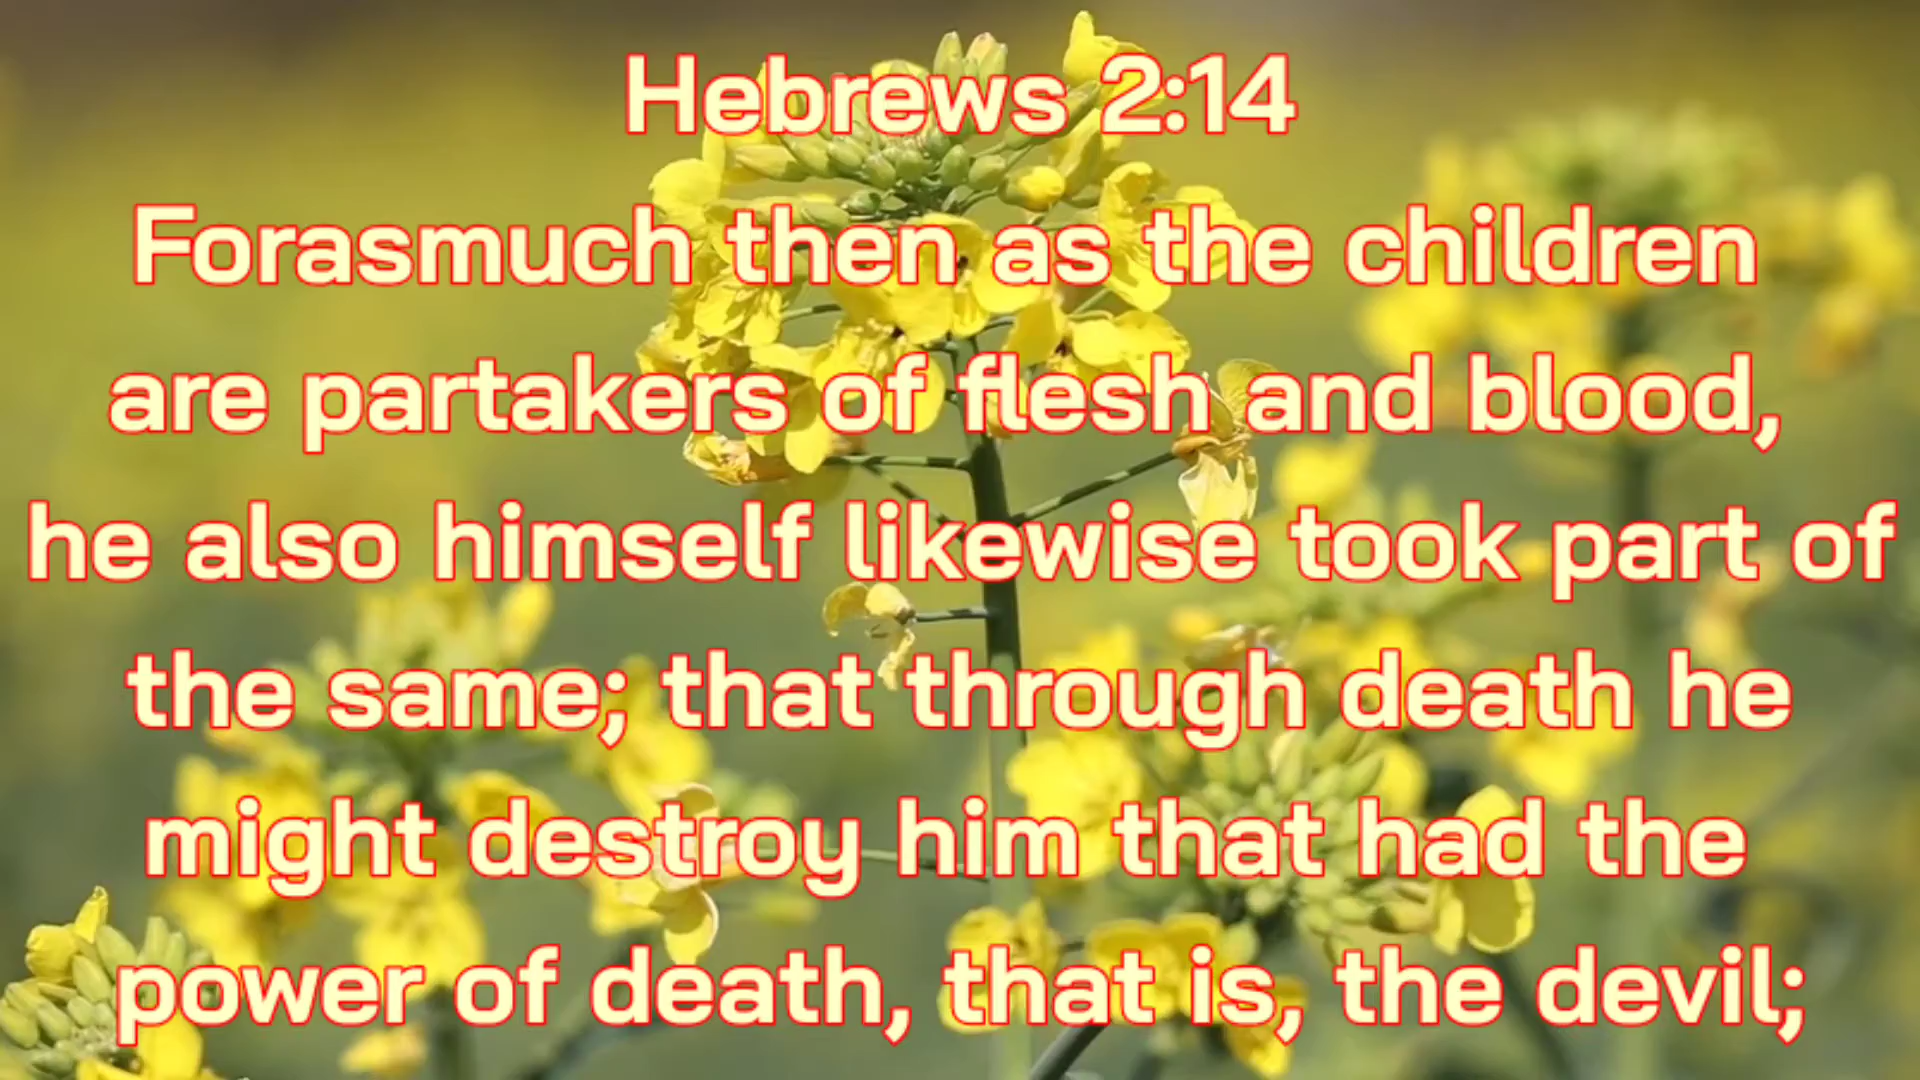 Hebrews 2:14
Forasmuch then as the children
are partakers of flesh and blood,
he also himself likewise took part of
the same; that through death he
might destroy him that had the
power of death, that is, the devil;